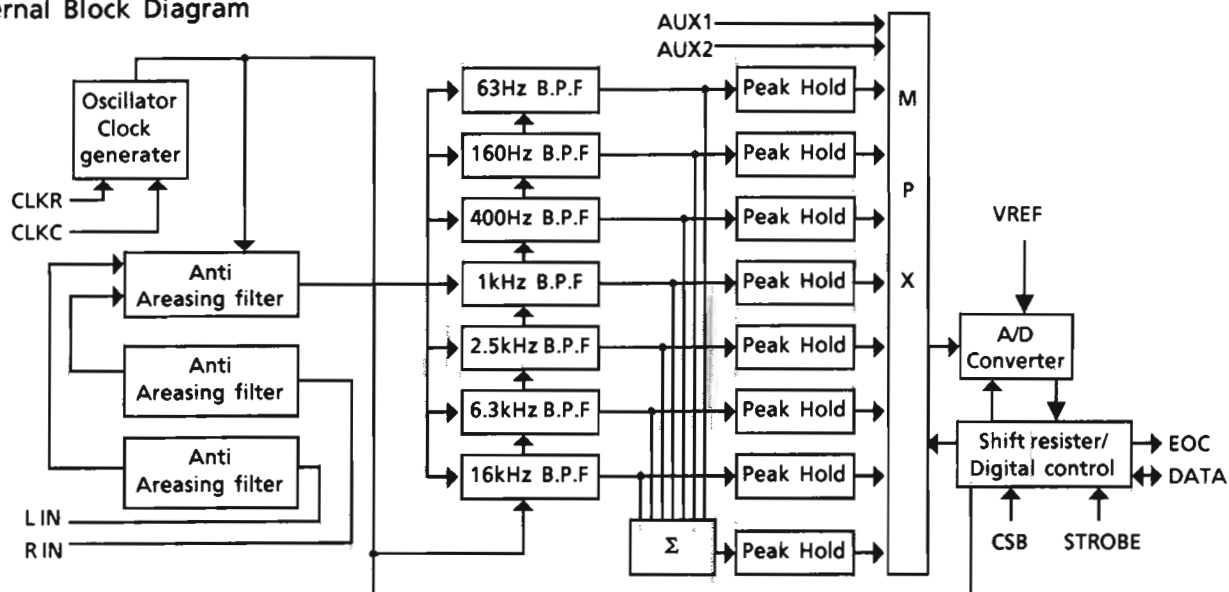 ernal Block Diagram
Oscillator
Clock
generater
CLKR
CLKC
Anti
Areasing filter
Anti
Areasing filter
Anti
Areasing filter
L IN
R IN
63Hz B.P.F
160Hz B.P.F
400Hz B.P.F
1kHz B.P.F
2.5kHz B.P.F
6.3kHz B.P.F
16kHz B.P.F
Σ
AUX1
AUX2
Peak Hold
Peak Hold
Peak Hold
Peak Hold
Peak Hold
Peak Hold
Peak Hold
Peak Hold
M
P
X
VREF
A/D
Converter
Shift resister/
Digital control
EOC
DATA
CSB
STROBE